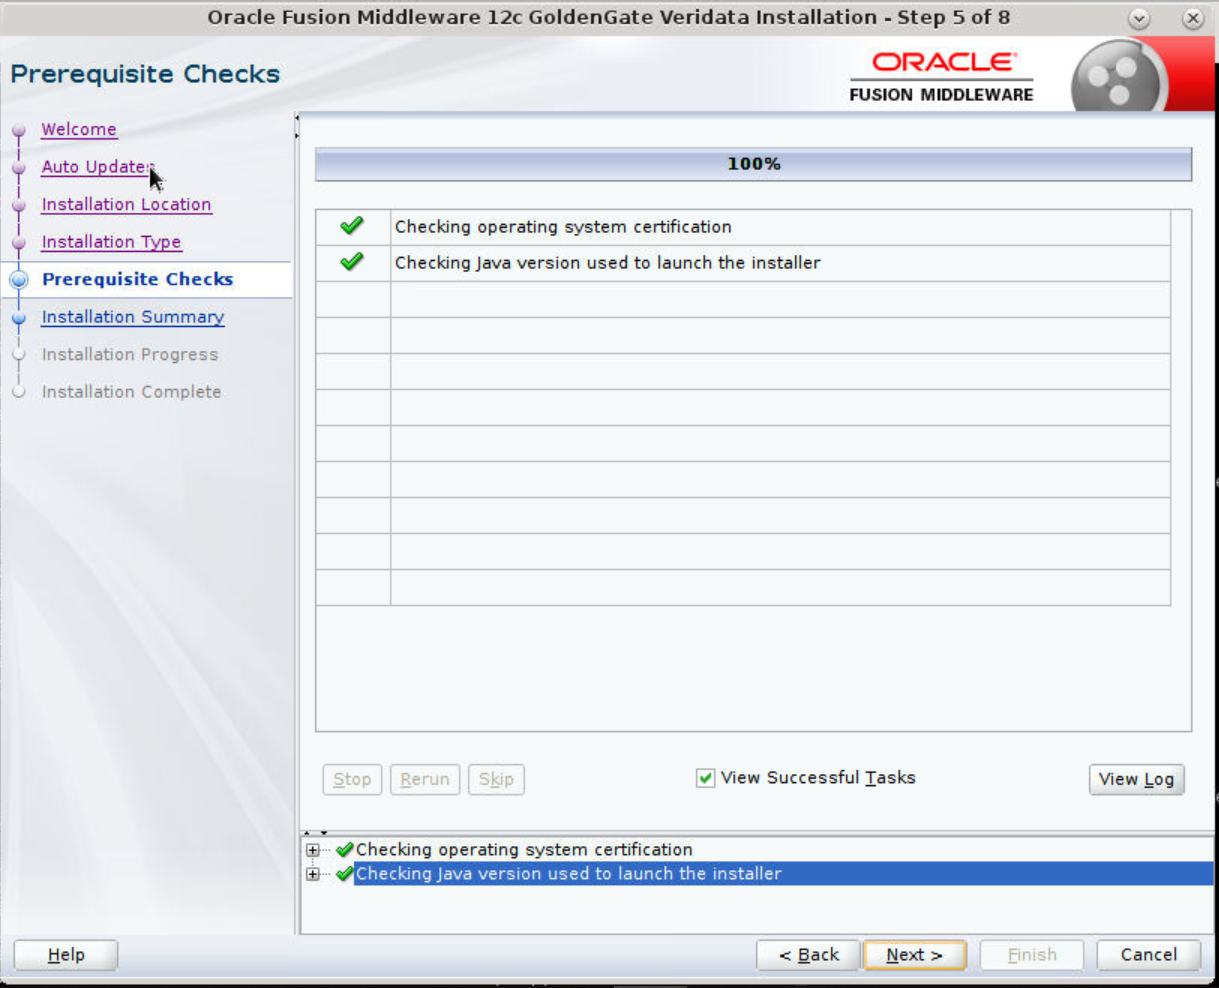 Oracle Fusion Middleware 12c GoldenGate Veridata Installation - Step 5 of 8
Prerequisite Checks
ORACLE
FUSION MIDDLEWARE
Welcome
Auto Updates
Installation Location
Installation Type
Prerequisite Checks
Installation Summary
Installation Progress
Installation Complete
100%
Checking operating system certification
Checking Java version used to launch the installer
Stop Rerun Skip View Successful Tasks View Log
Checking operating system certification
Checking Java version used to launch the installer
Help < Back Next > Finish Cancel